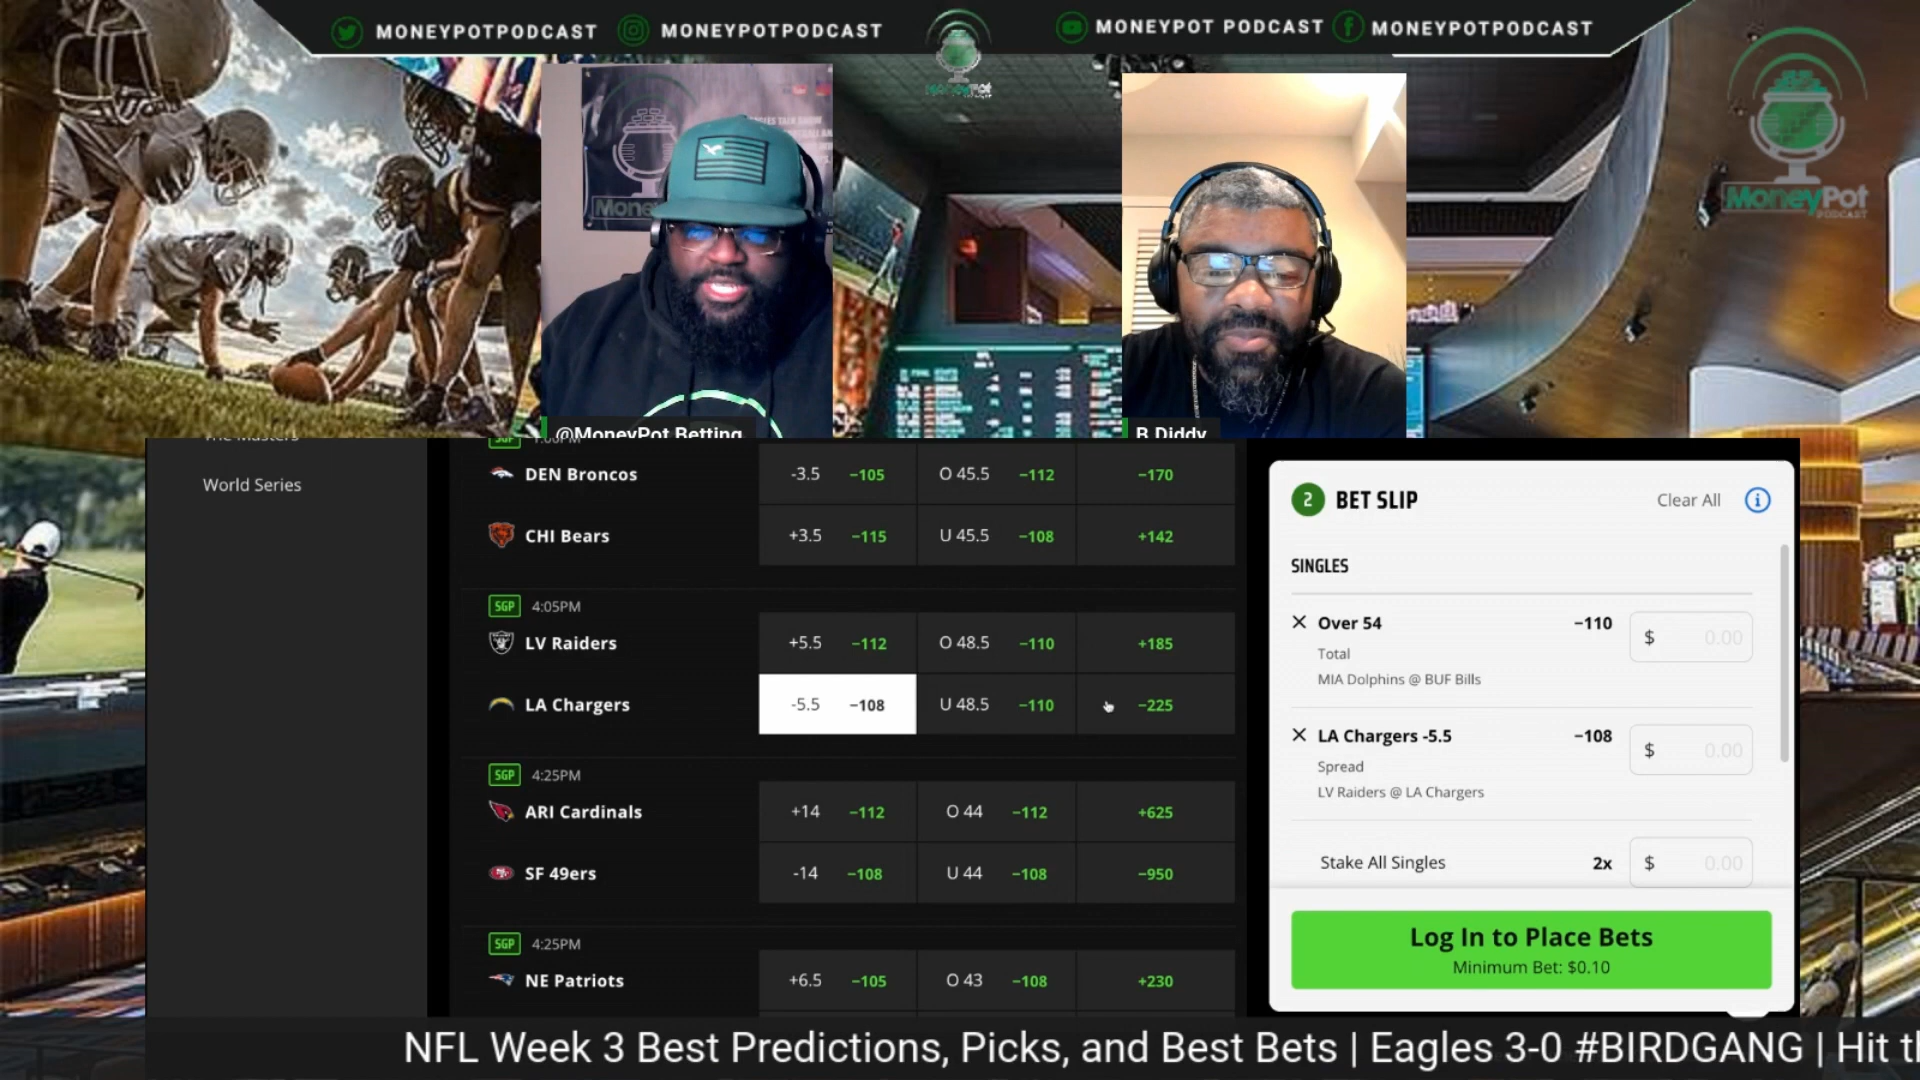 MONEYPOTPODCAST
MONEYPOTPODCAST
MONEYPOT PODCAST
MONEYPOTPODCAST
MoneyPot
PODCAST
@MoneyPot Betting
B Diddy
World Series
DEN Broncos -3.5 −105 O 45.5 −112 −170
CHI Bears +3.5 −115 U 45.5 −108 +142
SGP 4:05PM
LV Raiders +5.5 −112 O 48.5 −110 +185
LA Chargers -5.5 −108 U 48.5 −110 −225
SGP 4:25PM
ARI Cardinals +14 −112 O 44 −112 +625
SF 49ers -14 −108 U 44 −108 −950
SGP 4:25PM
NE Patriots +6.5 −105 O 43 −108 +230
2 BET SLIP Clear All i
SINGLES
Over 54 −110 $ 0.00
Total
MIA Dolphins @ BUF Bills
LA Chargers -5.5 −108 $ 0.00
Spread
LV Raiders @ LA Chargers
Stake All Singles 2x $ 0.00
Log In to Place Bets
Minimum Bet: $0.10
NFL Week 3 Best Predictions, Picks, and Best Bets | Eagles 3-0 #BIRDGANG | Hit